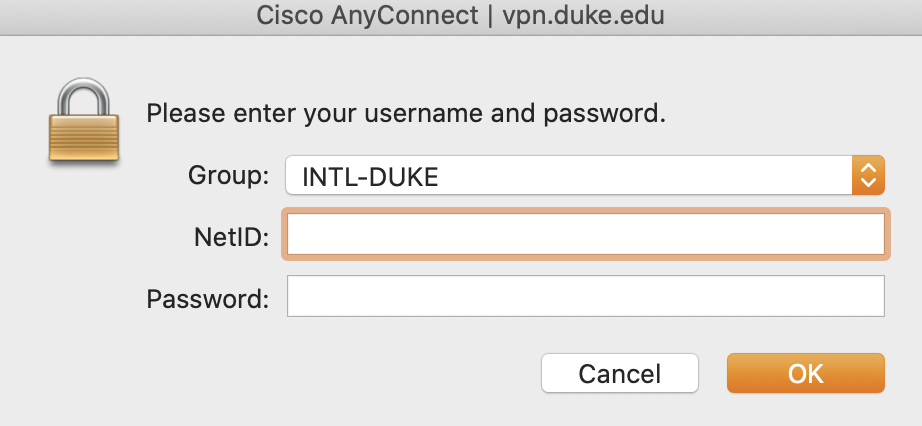 Cisco AnyConnect | vpn.duke.edu
Please enter your username and password.
Group: INTL-DUKE
NetID:
Password:
Cancel OK